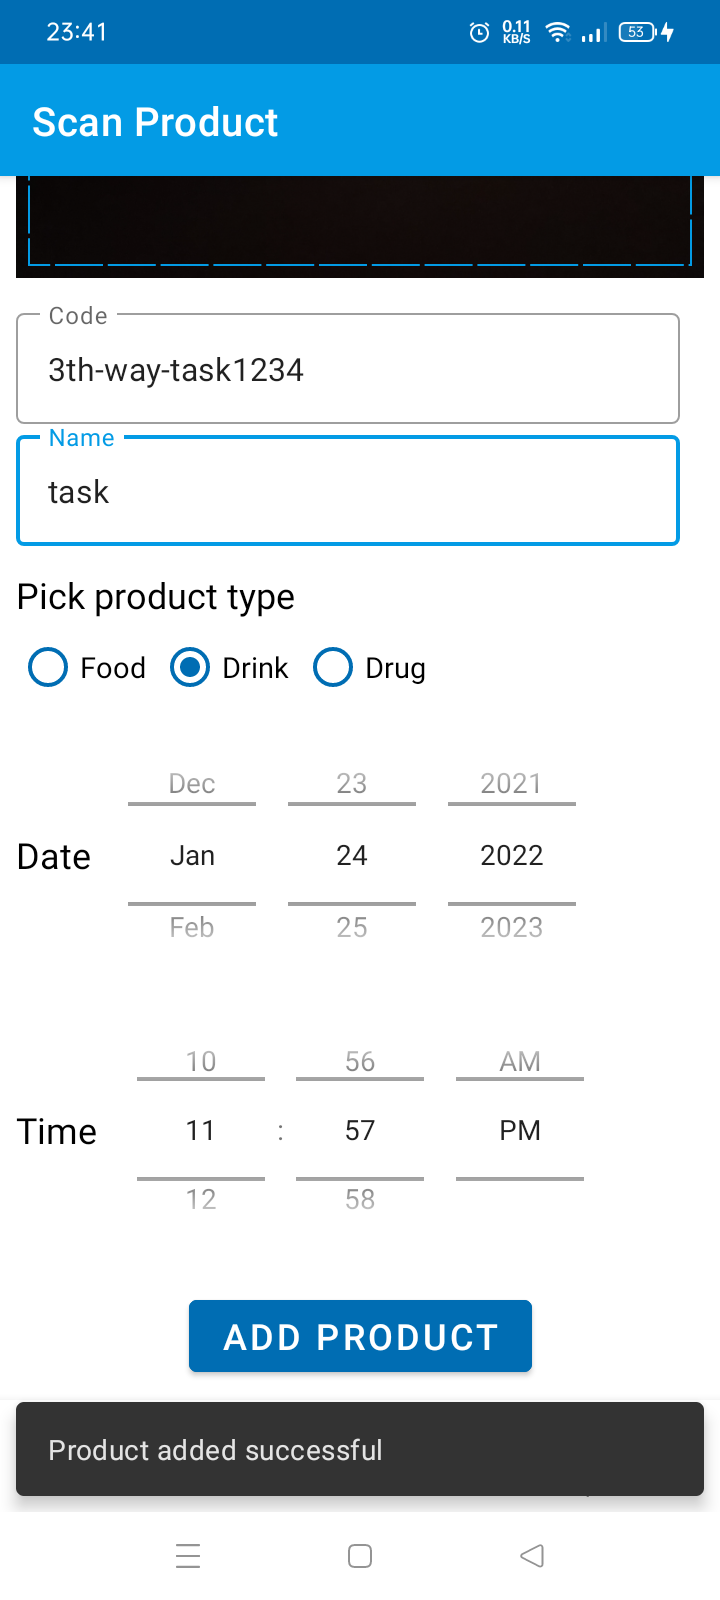 23:41 0.11 KB/S 53
Scan Product
Code
3th-way-task1234
Name
task
Pick product type
Food Drink Drug
Dec 23 2021
Date Jan 24 2022
Feb 25 2023
10 56 AM
Time 11 : 57 PM
12 58
ADD PRODUCT
Product added successful